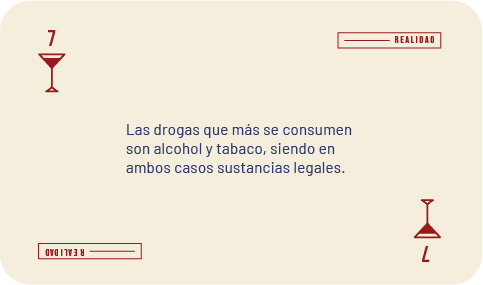 7
REALIDAD
Las drogas que más se consumen
son alcohol y tabaco, siendo en
ambos casos sustancias legales.
REALIDAD
7